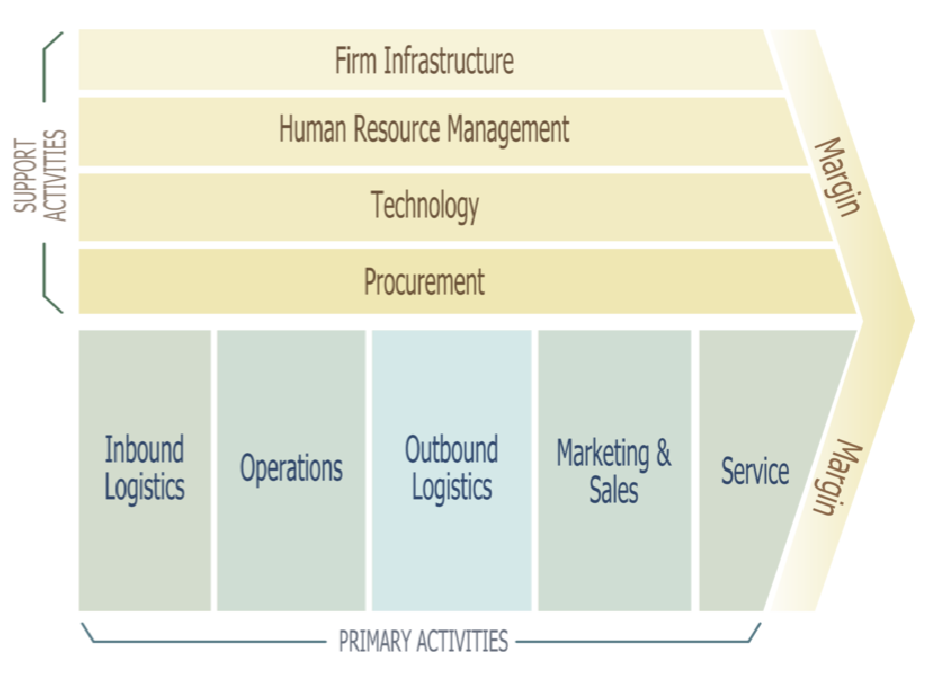 Firm Infrastructure
Human Resource Management
Technology
Procurement
SUPPORT
ACTIVITIES
Margin
Inbound
Logistics
Operations
Outbound
Logistics
Marketing &
Sales
Service
Margin
PRIMARY ACTIVITIES